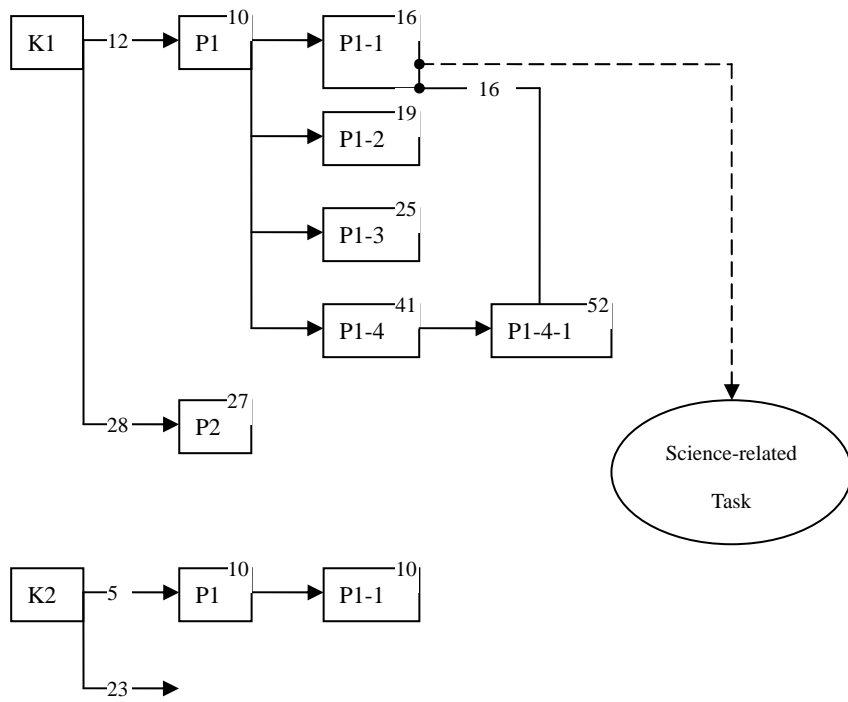 10
16
K1
12
P1
P1-1
16
19
P1-2
25
P1-3
41
52
P1-4
P1-4-1
27
28
P2
Science-related
Task
10
10
K2
5
P1
P1-1
23